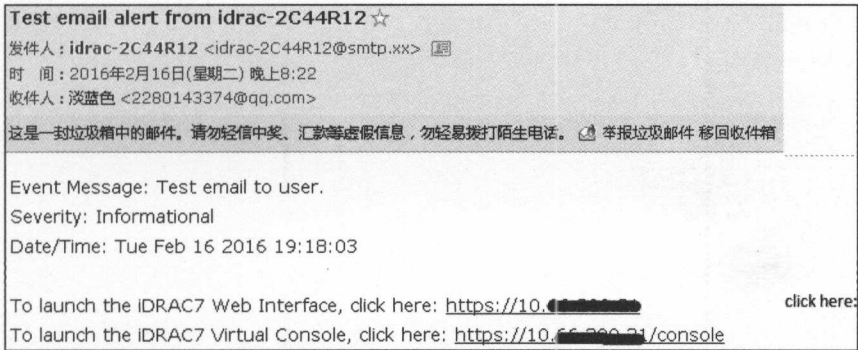 Test email alert from idrac-2C44R12 ☆
发件人：idrac-2C44R12 <idrac-2C44R12@smtp.xx>
时 间：2016年2月16日(星期二) 晚上8:22
收件人：淡蓝色 <2280143374@qq.com>
这是一封垃圾箱中的邮件。请勿轻信中奖、汇款等虚假信息，勿轻易拨打陌生电话。 举报垃圾邮件 移回收件箱
Event Message: Test email to user.
Severity: Informational
Date/Time: Tue Feb 16 2016 19:18:03
To launch the iDRAC7 Web Interface, click here: https://10. click here:
To launch the iDRAC7 Virtual Console, click here: https://10. /console